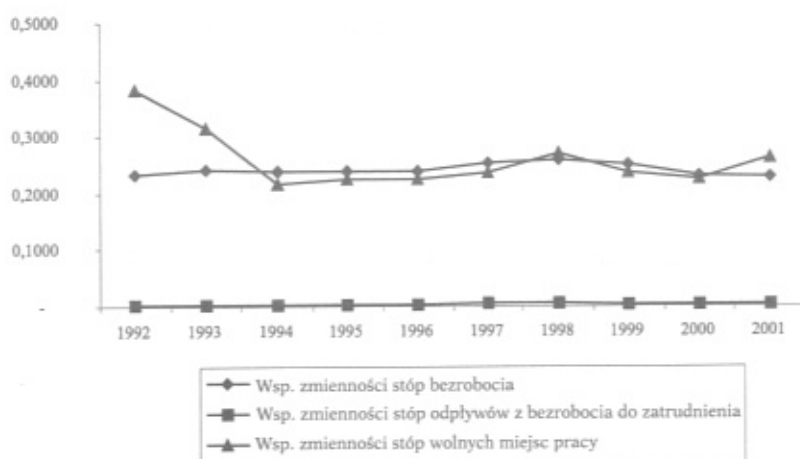 0,5000
0,4000
0,3000
0,2000
0,1000
-
1992 1993 1994 1995 1996 1997 1998 1999 2000 2001
Wsp. zmienności stóp bezrobocia
Wsp. zmienności stóp odpływów z bezrobocia do zatrudnienia
Wsp. zmienności stóp wolnych miejsc pracy